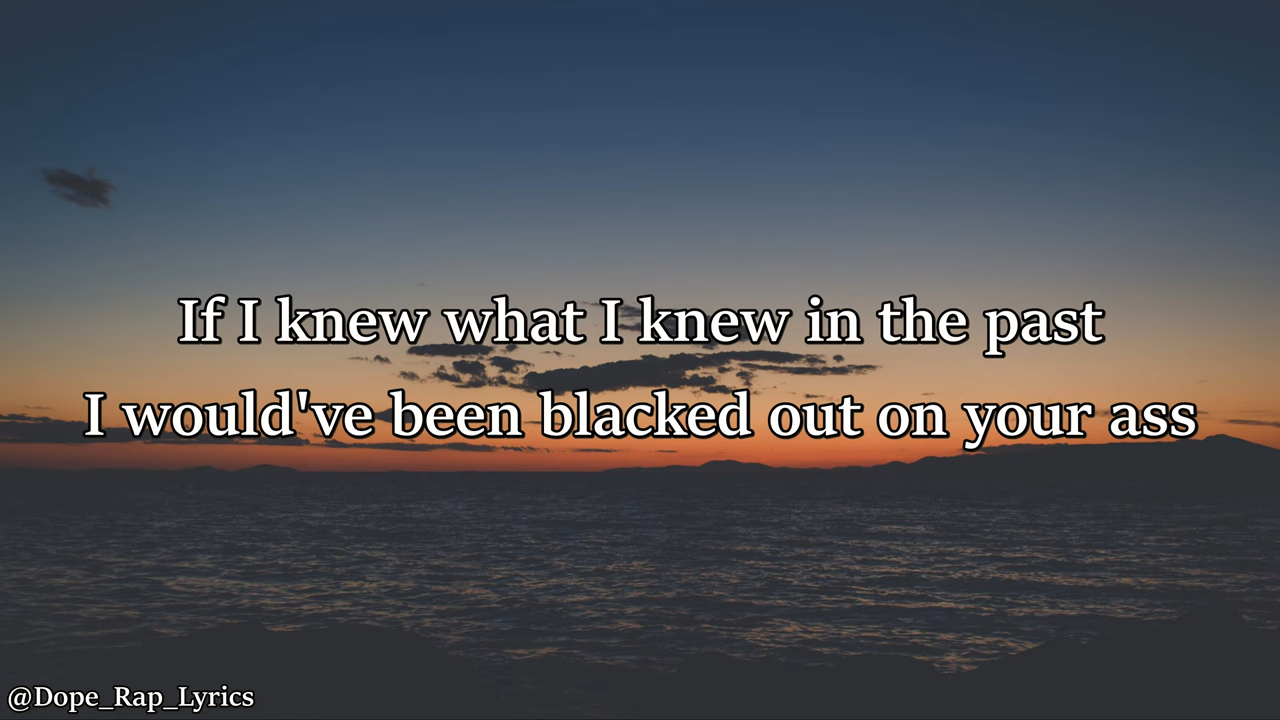 If I knew what I knew in the past
I would've been blacked out on your ass
@Dope_Rap_Lyrics